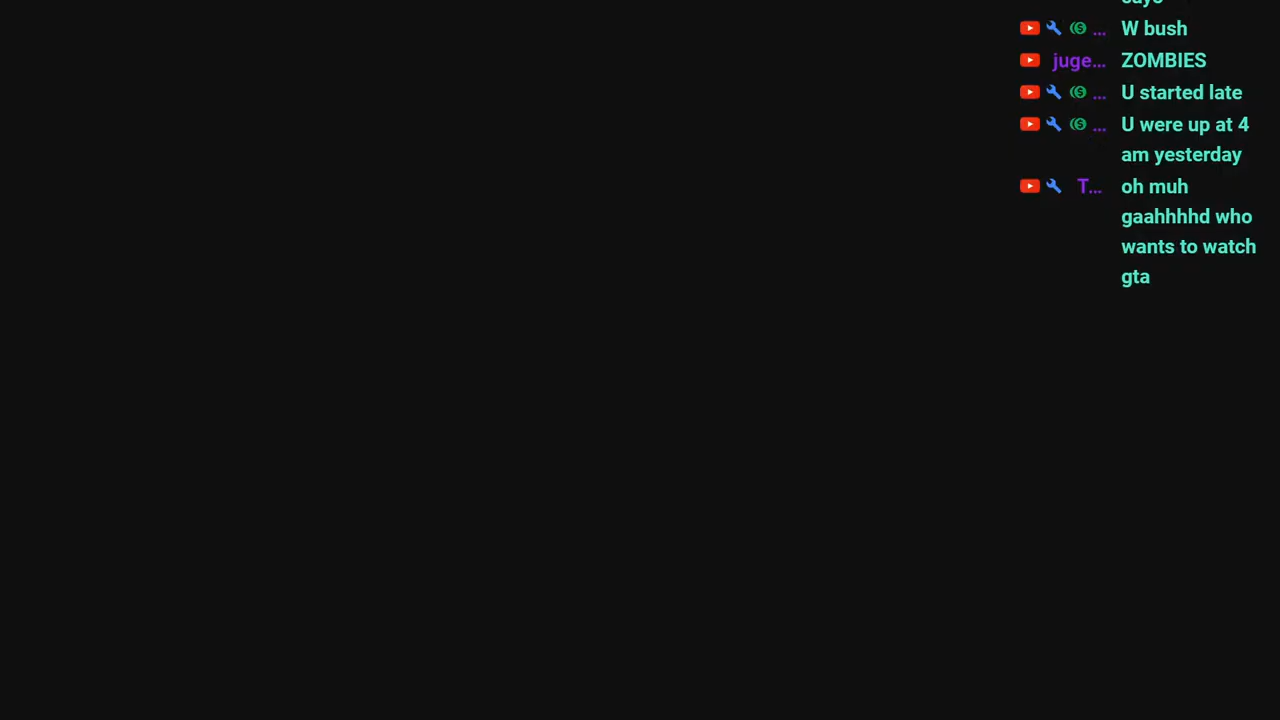 ... W bush
juge... ZOMBIES
... U started late
... U were up at 4
am yesterday
T... oh muh
gaahhhhd who
wants to watch
gta